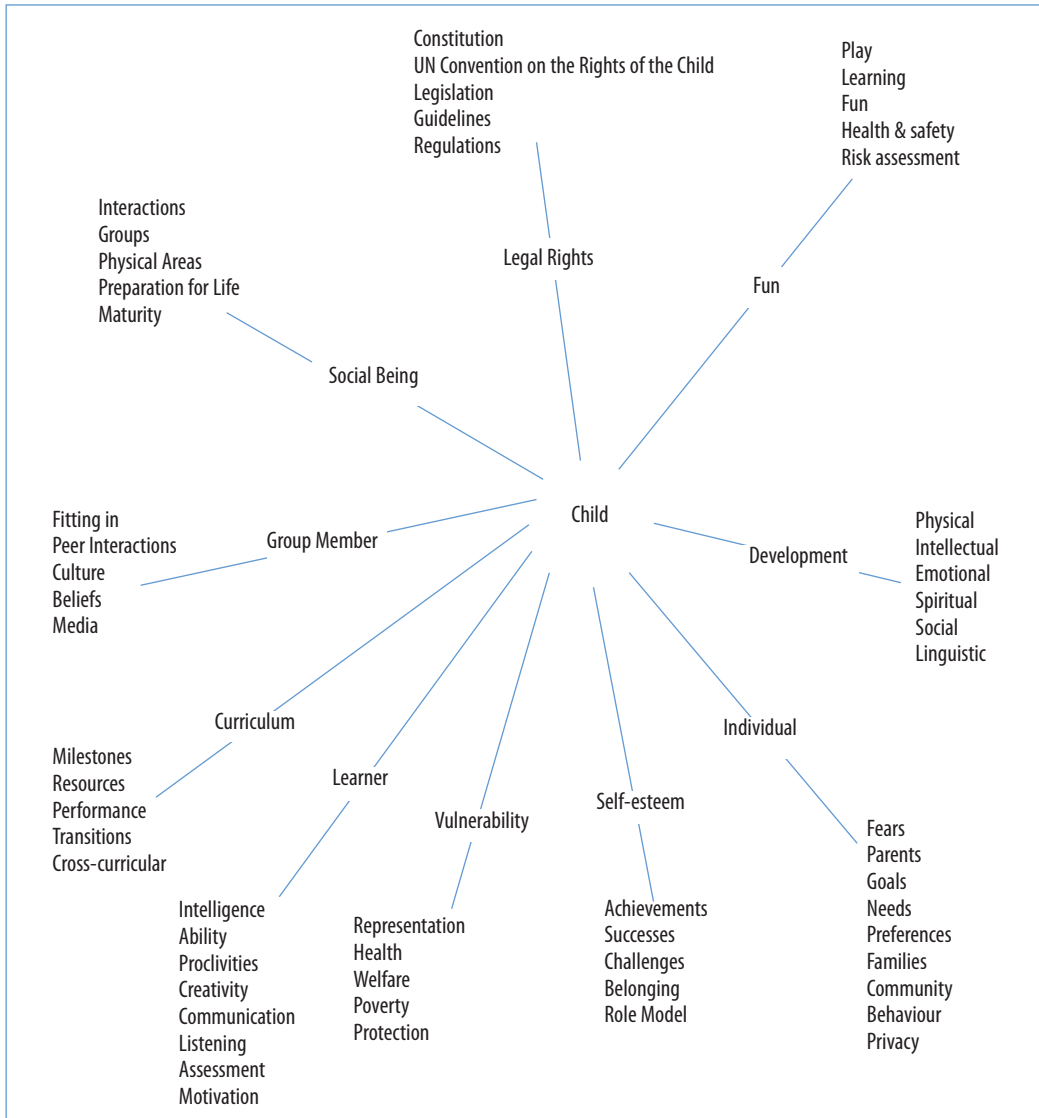 Constitution
UN Convention on the Rights of the Child
Legislation
Guidelines
Regulations
Play
Learning
Fun
Health & safety
Risk assessment
Interactions
Groups
Physical Areas
Preparation for Life
Maturity
Legal Rights
Fun
Social Being
Child
Fitting in
Peer Interactions
Culture
Beliefs
Media
Group Member
Development
Physical
Intellectual
Emotional
Spiritual
Social
Linguistic
Curriculum
Individual
Milestones
Resources
Performance
Transitions
Cross-curricular
Learner
Vulnerability
Self-esteem
Intelligence
Ability
Proclivities
Creativity
Communication
Listening
Assessment
Motivation
Representation
Health
Welfare
Poverty
Protection
Achievements
Successes
Challenges
Belonging
Role Model
Fears
Parents
Goals
Needs
Preferences
Families
Community
Behaviour
Privacy